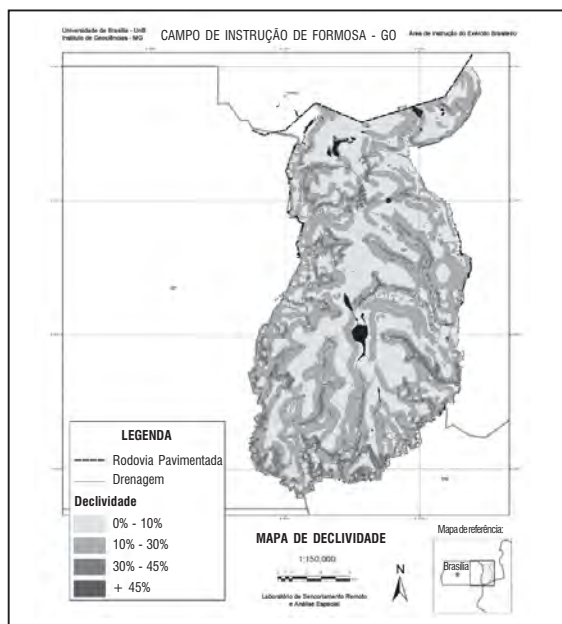 Universidade de Brasília - UnB
Instituto de Geociências - MG
CAMPO DE INSTRUÇÃO DE FORMOSA - GO
Área de Instrução do Exército Brasileiro
LEGENDA
Rodovia Pavimentada
Drenagem
Declividade
0% - 10%
10% - 30%
30% - 45%
+ 45%
MAPA DE DECLIVIDADE
1:150,000
N
Laboratório de Sensoriamento Remoto
e Análise Espacial
Mapa de referência:
Brasília